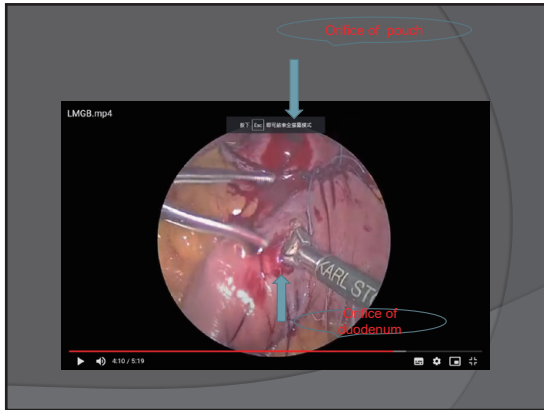 Orifice of pouch
LMGB.mp4
按下 Esc 即可結束全螢幕模式
KARL STO
Orifice of
duodenum
4:10 / 5:19